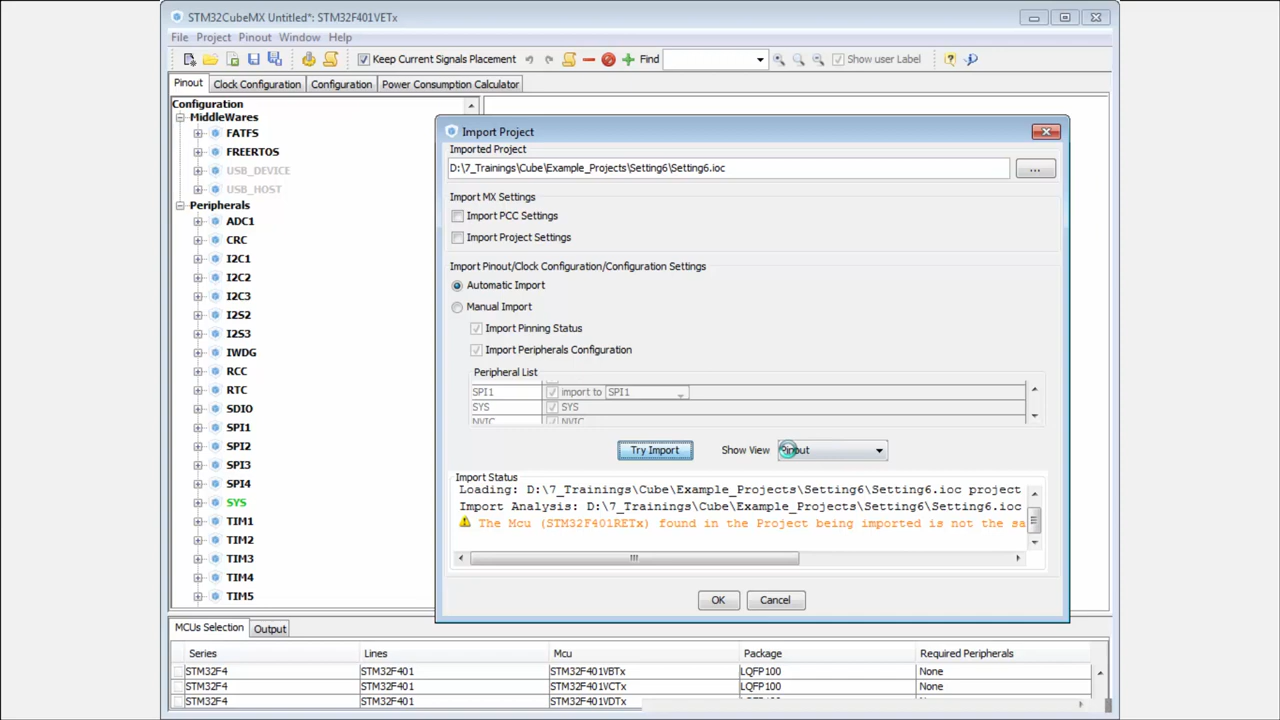 STM32CubeMX Untitled*: STM32F401VETx
File Project Pinout Window Help
Keep Current Signals Placement Find Show user Label
Pinout Clock Configuration Configuration Power Consumption Calculator
Configuration
MiddleWares
FATFS
FREERTOS
USB_DEVICE
USB_HOST
Peripherals
ADC1
CRC
I2C1
I2C2
I2C3
I2S2
I2S3
IWDG
RCC
RTC
SDIO
SPI1
SPI2
SPI3
SPI4
SYS
TIM1
TIM2
TIM3
TIM4
TIM5
Import Project
Imported Project
D:\7_Trainings\Cube\Example_Projects\Setting6\Setting6.ioc ...
Import MX Settings
Import PCC Settings
Import Project Settings
Import Pinout/Clock Configuration/Configuration Settings
Automatic Import
Manual Import
Import Pinning Status
Import Peripherals Configuration
Peripheral List
SPI1 import to SPI1
SYS SYS
NVIC NVIC
Try Import Show View Pinout
Import Status
Loading: D:\7_Trainings\Cube\Example_Projects\Setting6\Setting6.ioc project
Import Analysis: D:\7_Trainings\Cube\Example_Projects\Setting6\Setting6.ioc
The Mcu (STM32F401RETx) found in the Project being imported is not the sa
OK Cancel
MCUs Selection Output
Series Lines Mcu Package Required Peripherals
STM32F4 STM32F401 STM32F401VBTx LQFP100 None
STM32F4 STM32F401 STM32F401VCTx LQFP100 None
STM32F4 STM32F401 STM32F401VDTx LQFP100 None